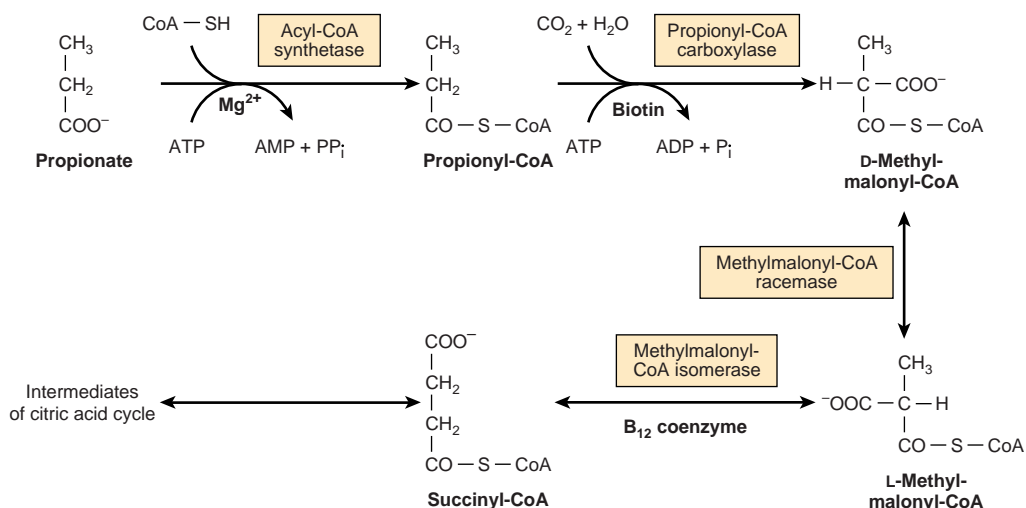 CoA — SH
Acyl-CoA
synthetase
CO₂ + H₂O
Propionyl-CoA
carboxylase
CH₃
CH₂
COO⁻
Propionate
Mg²⁺
ATP
AMP + PPi
CH₃
CH₂
CO — S — CoA
Propionyl-CoA
Biotin
ATP
ADP + Pi
CH₃
H — C — COO⁻
CO — S — CoA
D-Methyl-
malonyl-CoA
Methylmalonyl-CoA
racemase
Intermediates
of citric acid cycle
COO⁻
CH₂
CH₂
CO — S — CoA
Succinyl-CoA
Methylmalonyl-
CoA isomerase
B₁₂ coenzyme
CH₃
⁻OOC — C — H
CO — S — CoA
L-Methyl-
malonyl-CoA